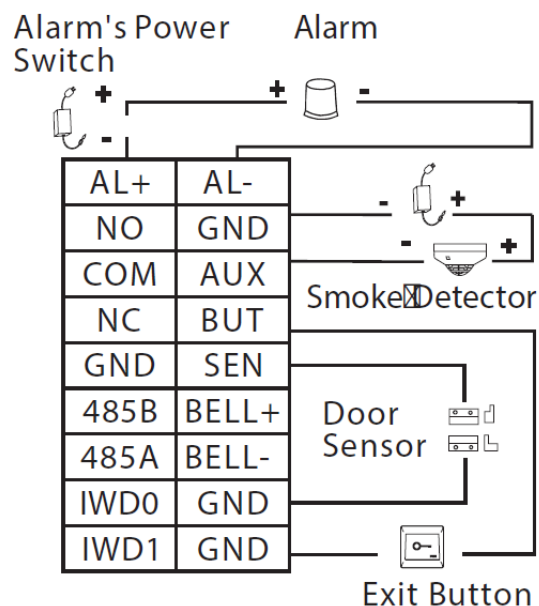 Alarm's Power
Switch
Alarm
+
+
-
-
AL+ AL-
NO GND
COM AUX
NC BUT
GND SEN
485B BELL+
485A BELL-
IWD0 GND
IWD1 GND
-
+
-
+
Smoke Detector
Door
Sensor
Exit Button